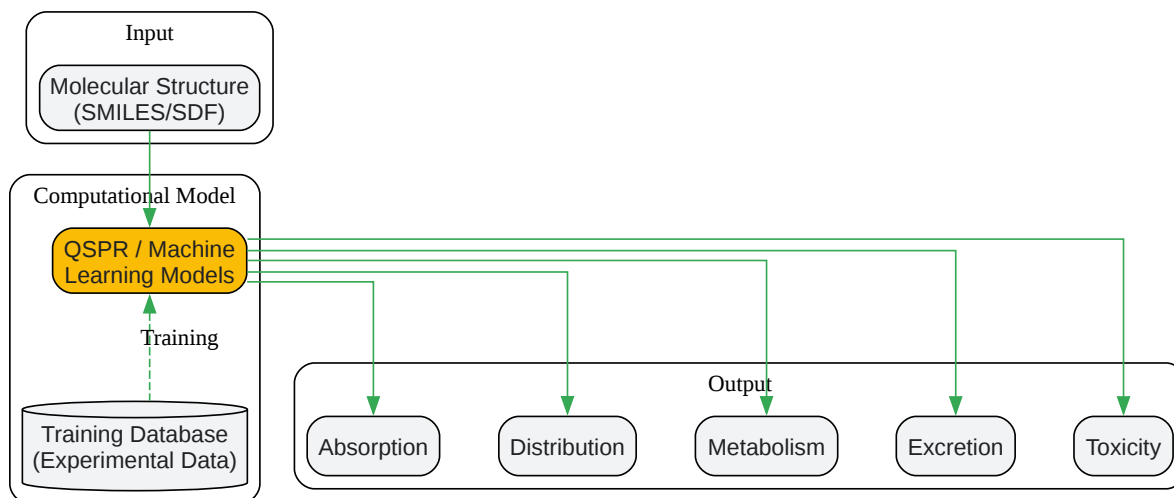 Input
Molecular Structure
(SMILES/SDF)
Computational Model
QSPR / Machine
Learning Models
Training
Training Database
(Experimental Data)
Output
Absorption
Distribution
Metabolism
Excretion
Toxicity